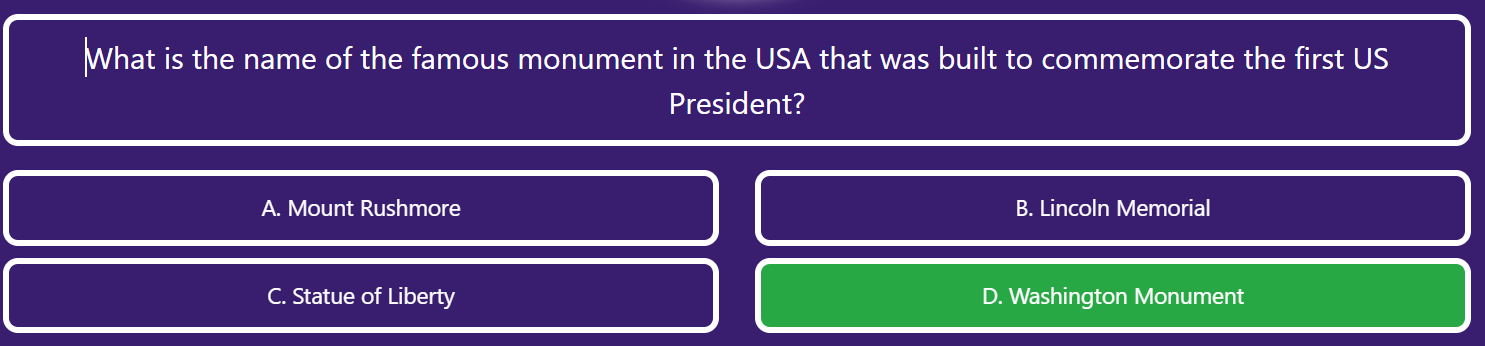 What is the name of the famous monument in the USA that was built to commemorate the first US
President?
A. Mount Rushmore
B. Lincoln Memorial
C. Statue of Liberty
D. Washington Monument